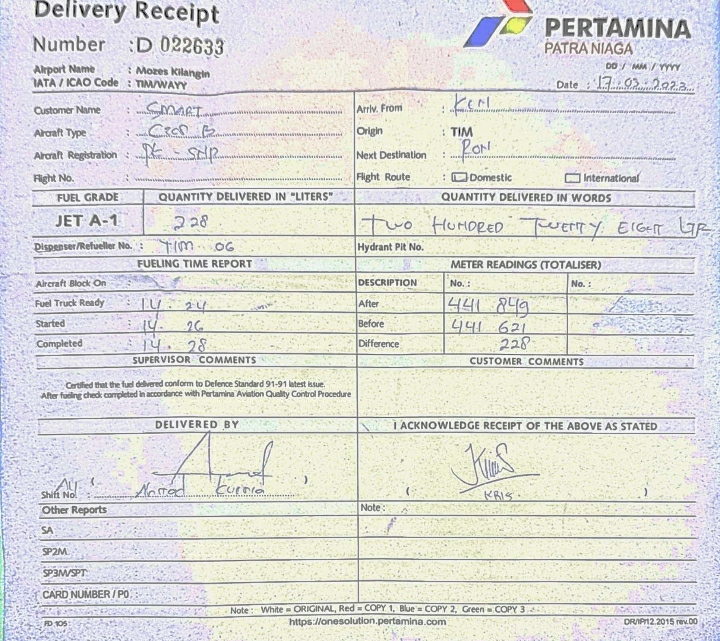 Delivery Receipt
Number : D 022633
PERTAMINA
PATRA NIAGA
Airport Name : Mozes Kilangin
IATA / ICAO Code : TIM/WAYY
DD / MM / YYYY
Date : 17.03.2023
Customer Name : SMART
Arriv. From :
Aircraft Type :
Origin : TIM
Aircraft Registration : PK - SNP
Next Destination :
Flight No. :
Flight Route : Domestic International
FUEL GRADE QUANTITY DELIVERED IN "LITERS" QUANTITY DELIVERED IN WORDS
JET A-1 228 TWO HUNDRED TWENTY EIGHT LTR
Dispenser/Refueller No. : TIM 06 Hydrant Pit No.
FUELING TIME REPORT METER READINGS (TOTALISER)
Aircraft Block On : DESCRIPTION No. : No. :
Fuel Truck Ready : 14. 24 After 441 849
Started : 14. 26 Before 441 621
Completed : 14. 28 Difference 228
SUPERVISOR COMMENTS CUSTOMER COMMENTS
Certified that the fuel delivered conform to Defence Standard 91-91 latest issue.
After fueling check completed in accordance with Pertamina Aviation Quality Control Procedure
DELIVERED BY I ACKNOWLEDGE RECEIPT OF THE ABOVE AS STATED
Shift No. : ( ) ( KRIS )
Other Reports Note :
SA
SP2M
SP3M/SPT
CARD NUMBER / PO
Note : White = ORIGINAL, Red = COPY 1, Blue = COPY 2, Green = COPY 3
FD 105 https://onesolution.pertamina.com DR/IP/12.2015 rev.00